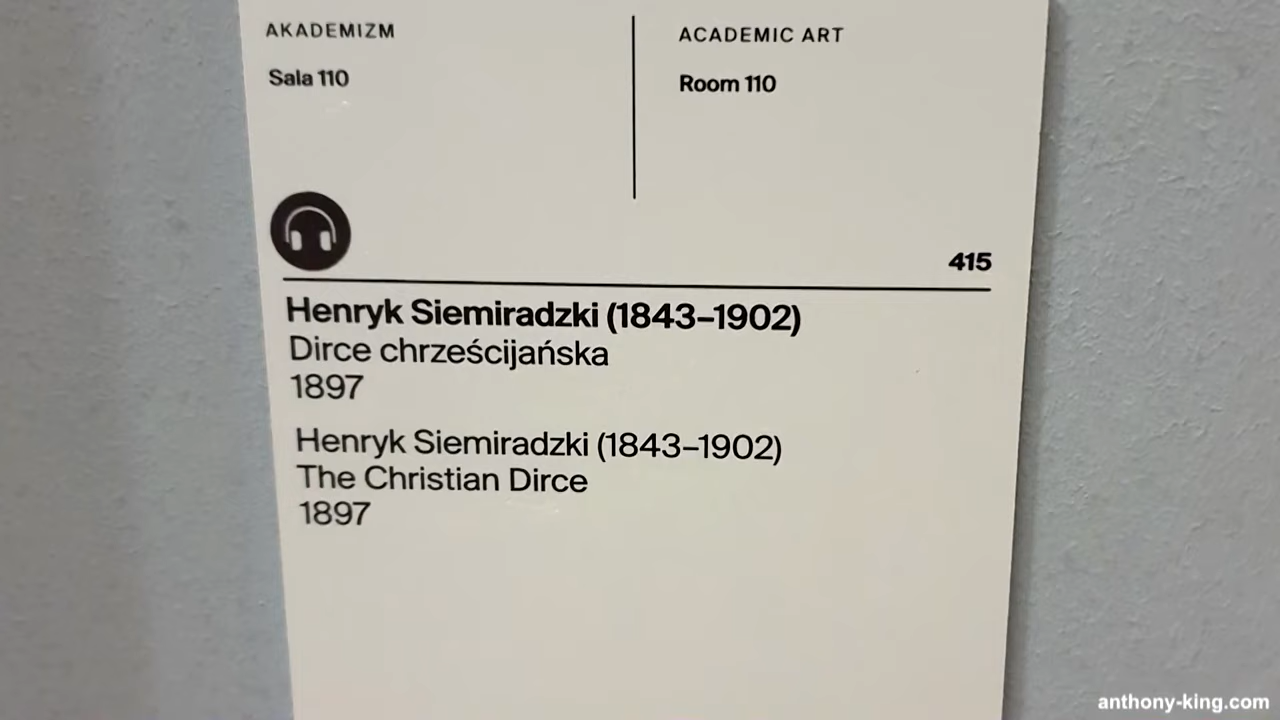 AKADEMIZM
Sala 110
ACADEMIC ART
Room 110
415
Henryk Siemiradzki (1843–1902)
Dirce chrześcijańska
1897
Henryk Siemiradzki (1843–1902)
The Christian Dirce
1897
anthony-king.com